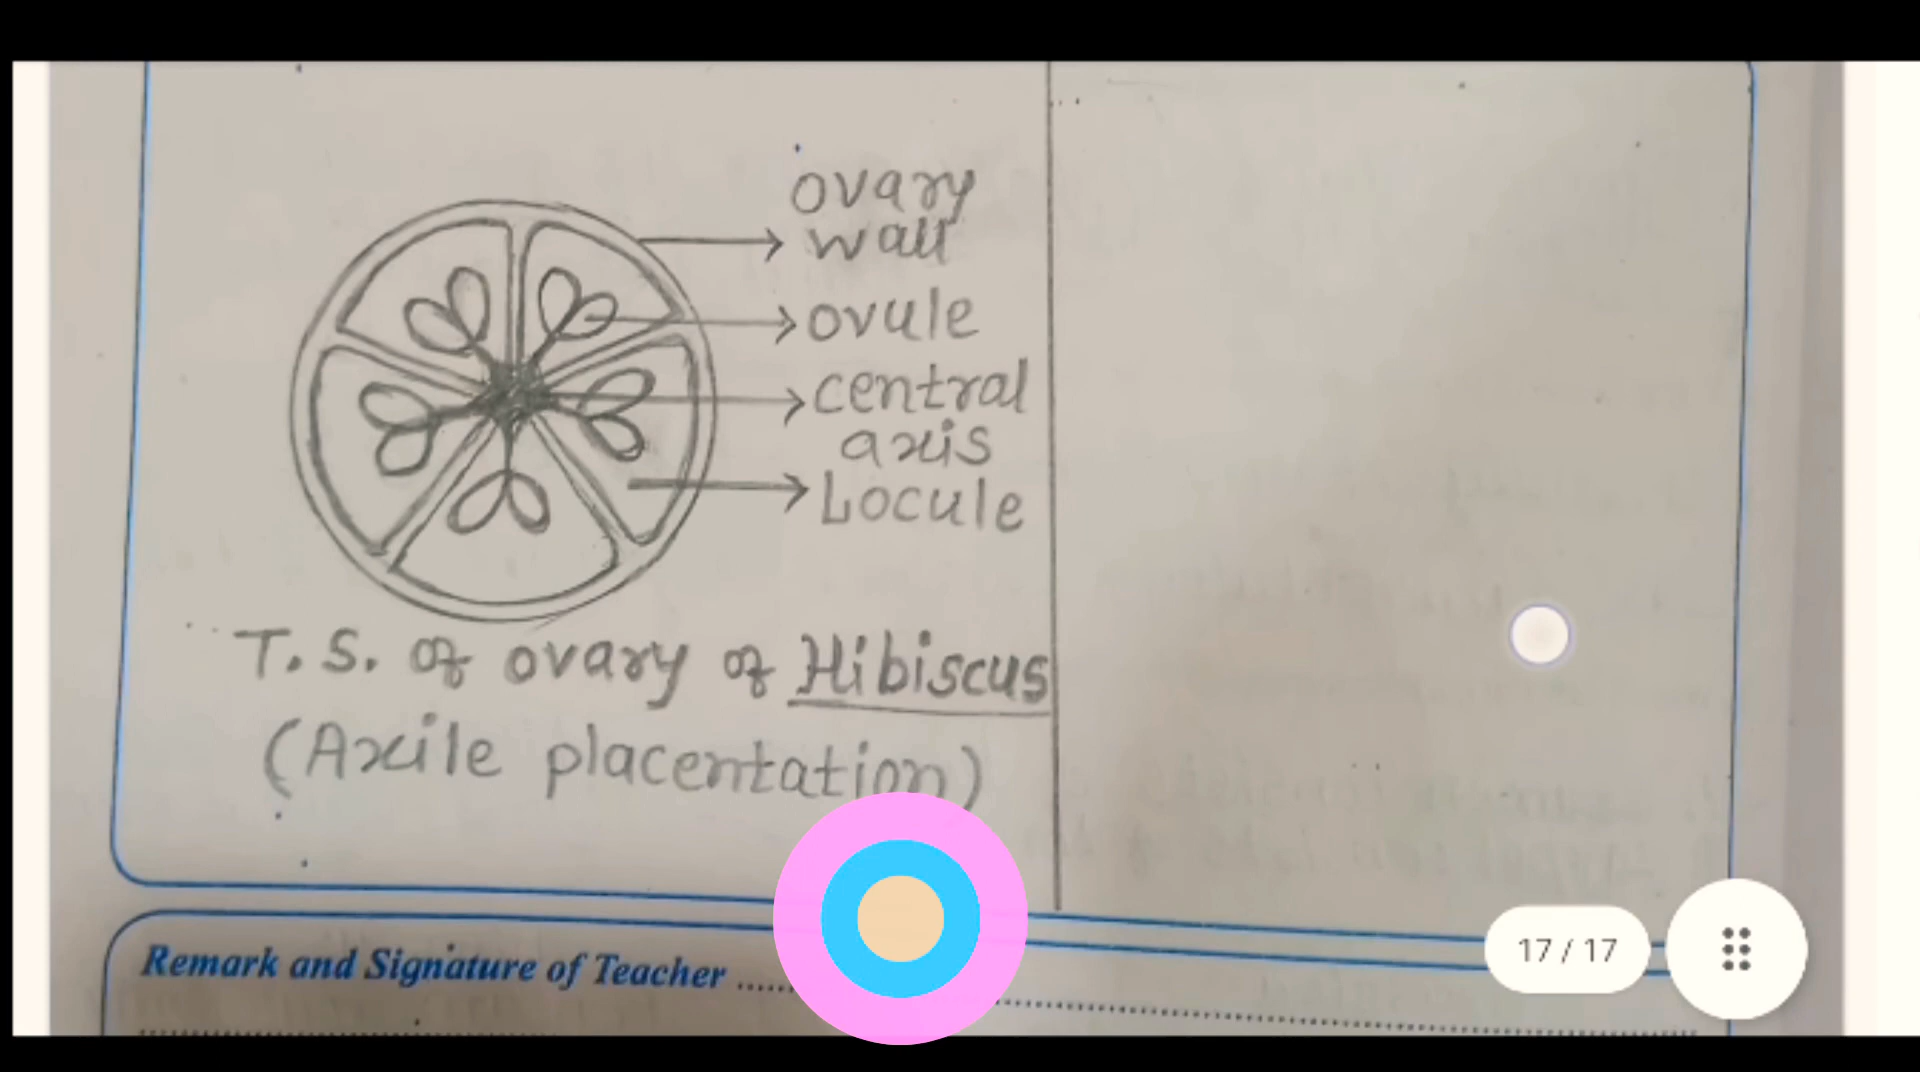 ovary
wall
ovule
central
axis
Locule
T. S. of ovary of Hibiscus
(Axile placentation)
Remark and Signature of Teacher ..............................
17 / 17